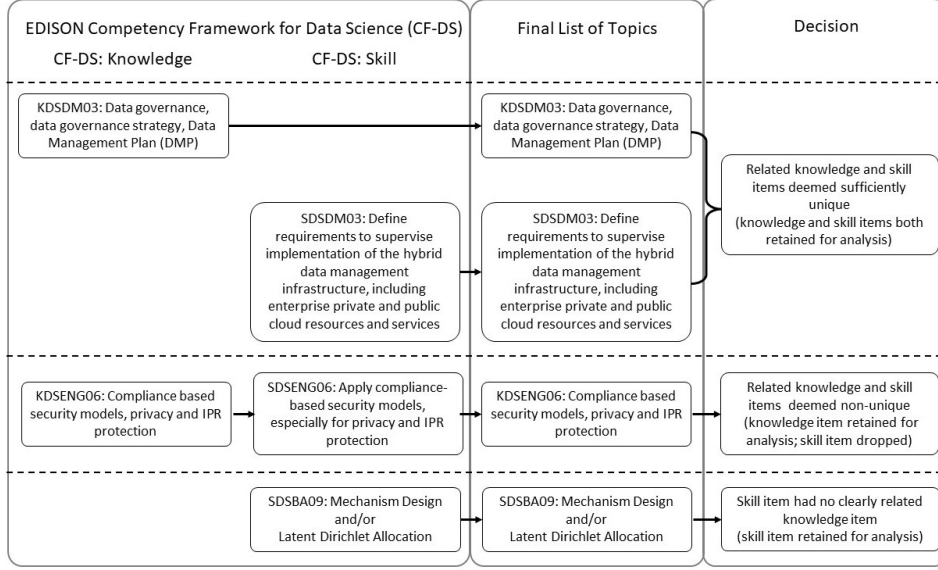 EDISON Competency Framework for Data Science (CF-DS)
CF-DS: Knowledge
CF-DS: Skill
Final List of Topics
Decision
KDSDM03: Data governance,
data governance strategy, Data
Management Plan (DMP)
KDSDM03: Data governance,
data governance strategy, Data
Management Plan (DMP)
SDSDM03: Define
requirements to supervise
implementation of the hybrid
data management
infrastructure, including
enterprise private and public
cloud resources and services
SDSDM03: Define
requirements to supervise
implementation of the hybrid
data management
infrastructure, including
enterprise private and public
cloud resources and services
Related knowledge and skill
items deemed sufficiently
unique
(knowledge and skill items both
retained for analysis)
KDSENG06: Compliance based
security models, privacy and IPR
protection
SDSENG06: Apply compliance-
based security models,
especially for privacy and IPR
protection
KDSENG06: Compliance based
security models, privacy and IPR
protection
Related knowledge and skill
items deemed non-unique
(knowledge item retained for
analysis; skill item dropped)
SDSBA09: Mechanism Design
and/or
Latent Dirichlet Allocation
SDSBA09: Mechanism Design
and/or
Latent Dirichlet Allocation
Skill item had no clearly related
knowledge item
(skill item retained for analysis)